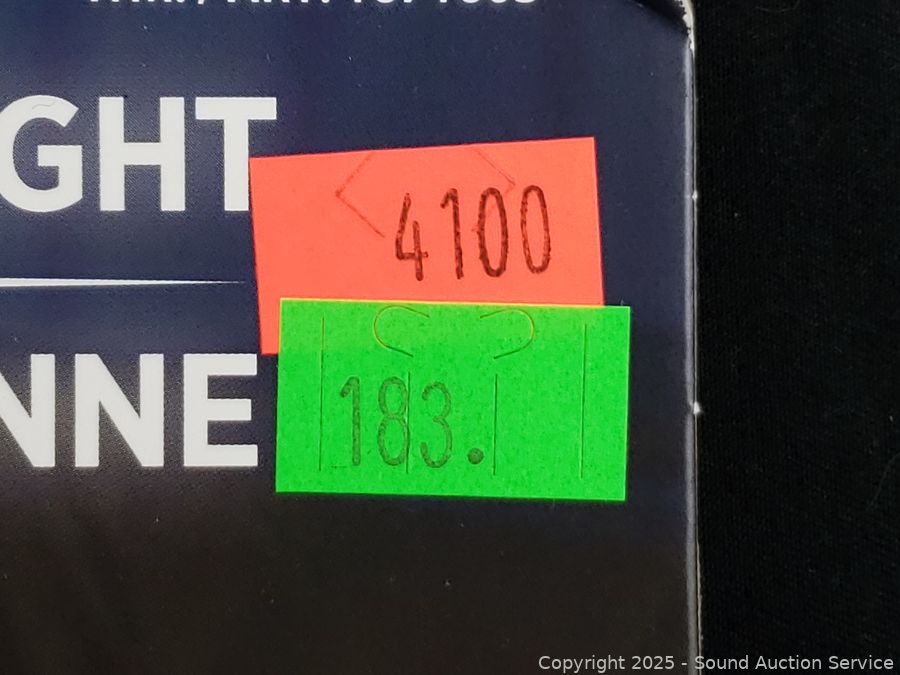 GHT
4100
NNE
183.
Copyright 2025 - Sound Auction Service